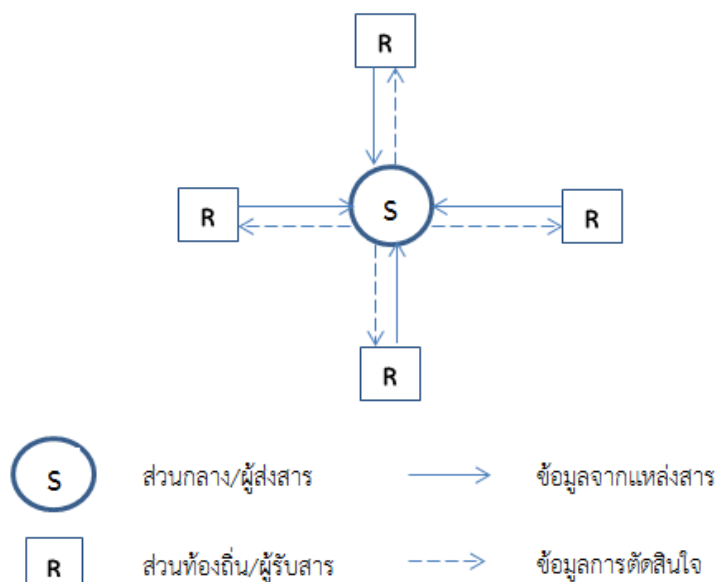 R
R S R
R
S ส่วนกลาง/ผู้ส่งสาร ข้อมูลจากแหล่งสาร
R ส่วนท้องถิ่น/ผู้รับสาร ข้อมูลการตัดสินใจ